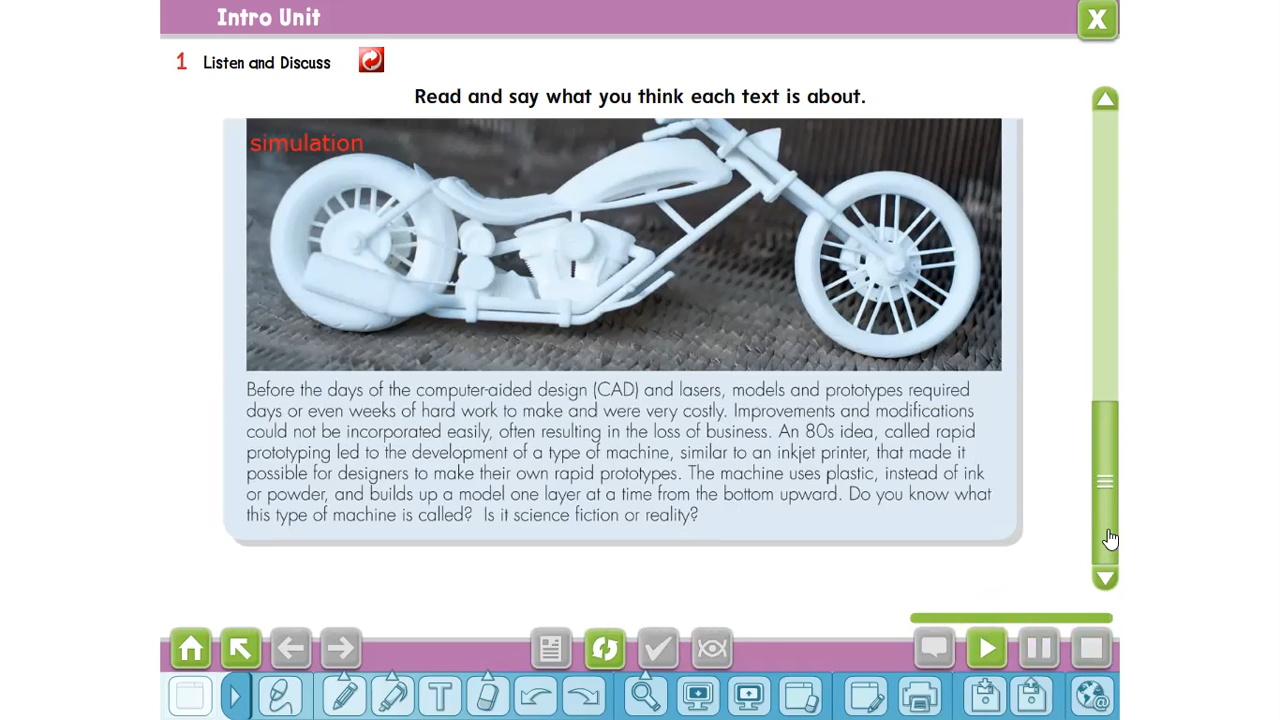 Intro Unit
X
1 Listen and Discuss
Read and say what you think each text is about.
simulation
Before the days of the computer-aided design (CAD) and lasers, models and prototypes required
days or even weeks of hard work to make and were very costly. Improvements and modifications
could not be incorporated easily, often resulting in the loss of business. An 80s idea, called rapid
prototyping led to the development of a type of machine, similar to an inkjet printer, that made it
possible for designers to make their own rapid prototypes. The machine uses plastic, instead of ink
or powder, and builds up a model one layer at a time from the bottom upward. Do you know what
this type of machine is called? Is it science fiction or reality?
T
@